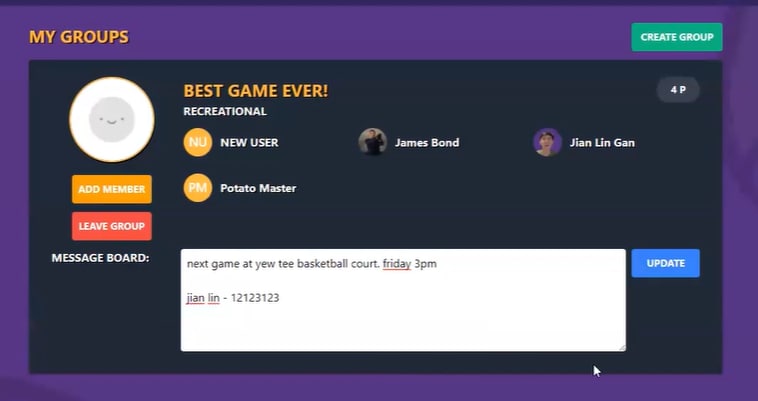 MY GROUPS
CREATE GROUP
BEST GAME EVER!
4 P
RECREATIONAL
NU NEW USER
James Bond
Jian Lin Gan
ADD MEMBER
PM Potato Master
LEAVE GROUP
MESSAGE BOARD:
next game at yew tee basketball court. friday 3pm
UPDATE
jian lin - 12123123